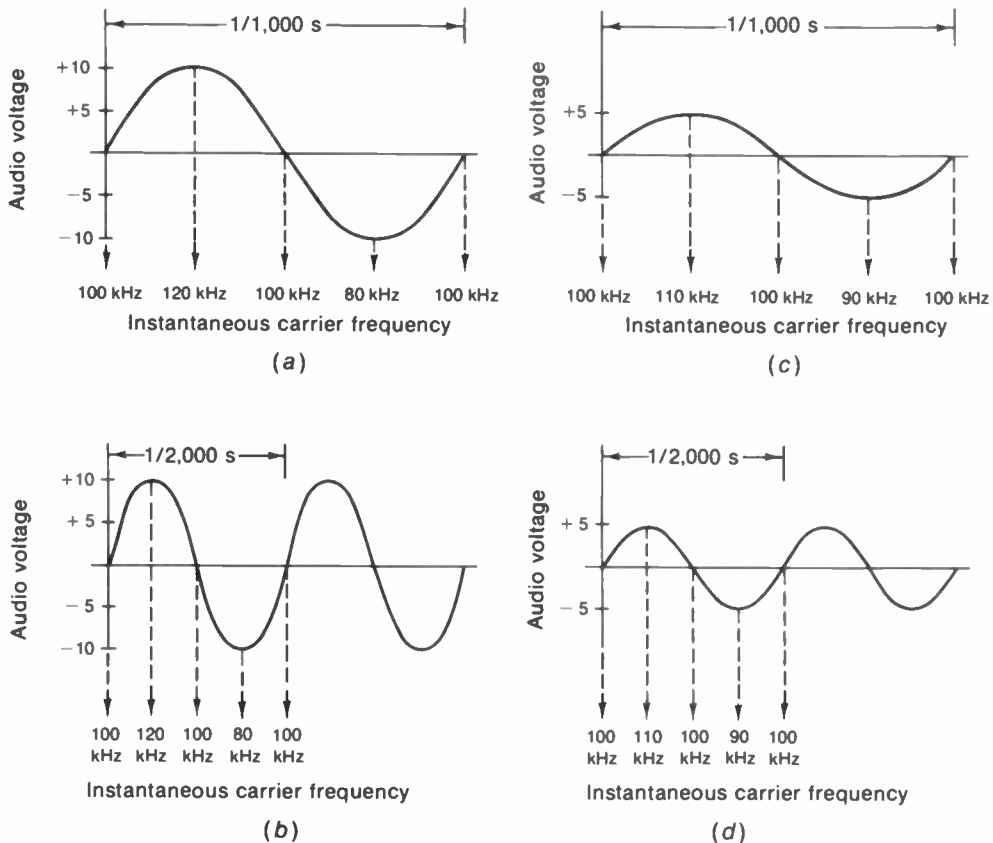 1/1,000 s
Audio voltage
+10
+5
−5
−10
100 kHz 120 kHz 100 kHz 80 kHz 100 kHz
Instantaneous carrier frequency
(a)
1/1,000 s
Audio voltage
+5
−5
100 kHz 110 kHz 100 kHz 90 kHz 100 kHz
Instantaneous carrier frequency
(c)
1/2,000 s
Audio voltage
+10
+ 5
− 5
−10
100 120 100 80 100
kHz kHz kHz kHz kHz
Instantaneous carrier frequency
(b)
1/2,000 s
Audio voltage
+ 5
− 5
100 110 100 90 100
kHz kHz kHz kHz kHz
Instantaneous carrier frequency
(d)